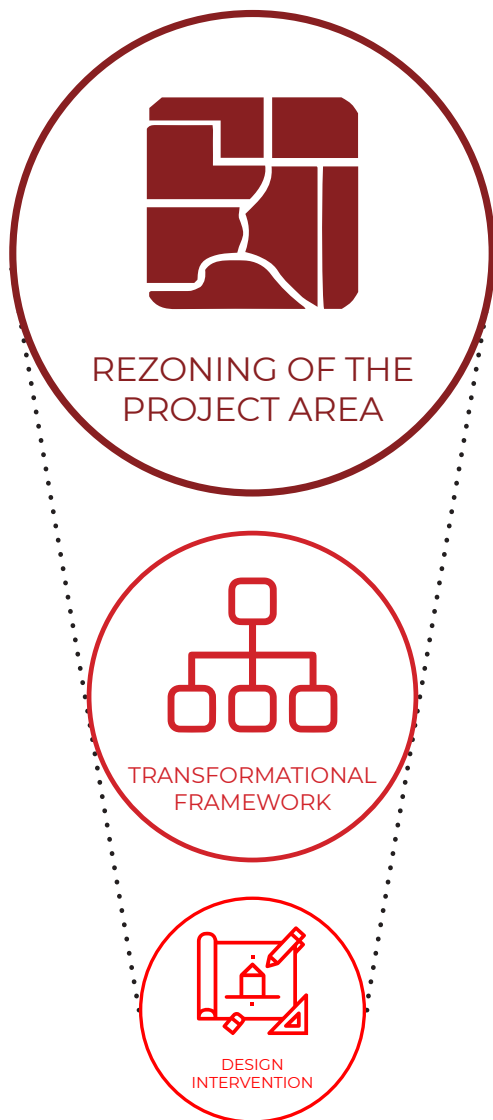 REZONING OF THE
PROJECT AREA
TRANSFORMATIONAL
FRAMEWORK
DESIGN
INTERVENTION